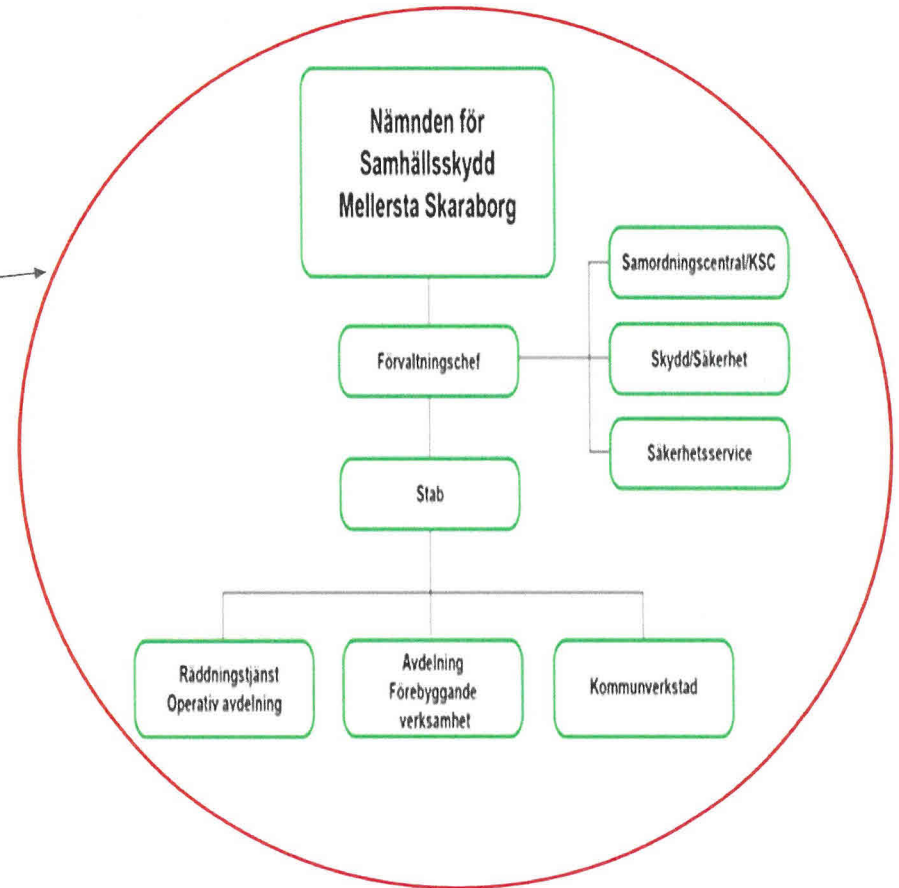 Nämnden för
Samhällsskydd
Mellersta Skaraborg
Samordningscentral/KSC
Förvaltningschef
Skydd/Säkerhet
Säkerhetsservice
Stab
Räddningstjänst
Operativ avdelning
Avdelning
Förebyggande
verksamhet
Kommunverkstad